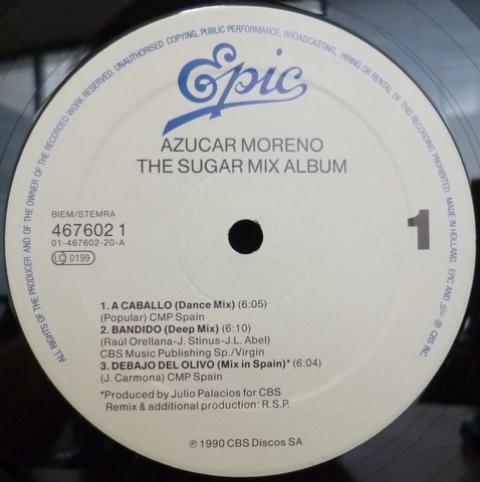 ALL RIGHTS OF THE PRODUCER AND OF THE OWNER OF THE RECORDED WORK RESERVED. UNAUTHORISED COPYING, PUBLIC PERFORMANCE, BROADCASTING, HIRING OR RENTAL OF THIS RECORDING PROHIBITED. MADE IN HOLLAND. EPIC AND ℗ CBS INC.
Epic
AZUCAR MORENO
THE SUGAR MIX ALBUM
BIEM/STEMRA
467602 1
01-467602-20-A
LC 0199
1
1. A CABALLO (Dance Mix) (6:05)
(Popular) CMP Spain
2. BANDIDO (Deep Mix) (6:10)
(Raúl Orellana-J. Stinus-J.L. Abel)
CBS Music Publishing Sp./Virgin
3. DEBAJO DEL OLIVO (Mix in Spain)* (6:04)
(J. Carmona) CMP Spain
*Produced by Julio Palacios for CBS
Remix & additional production: R.S.P.
℗ 1990 CBS Discos SA